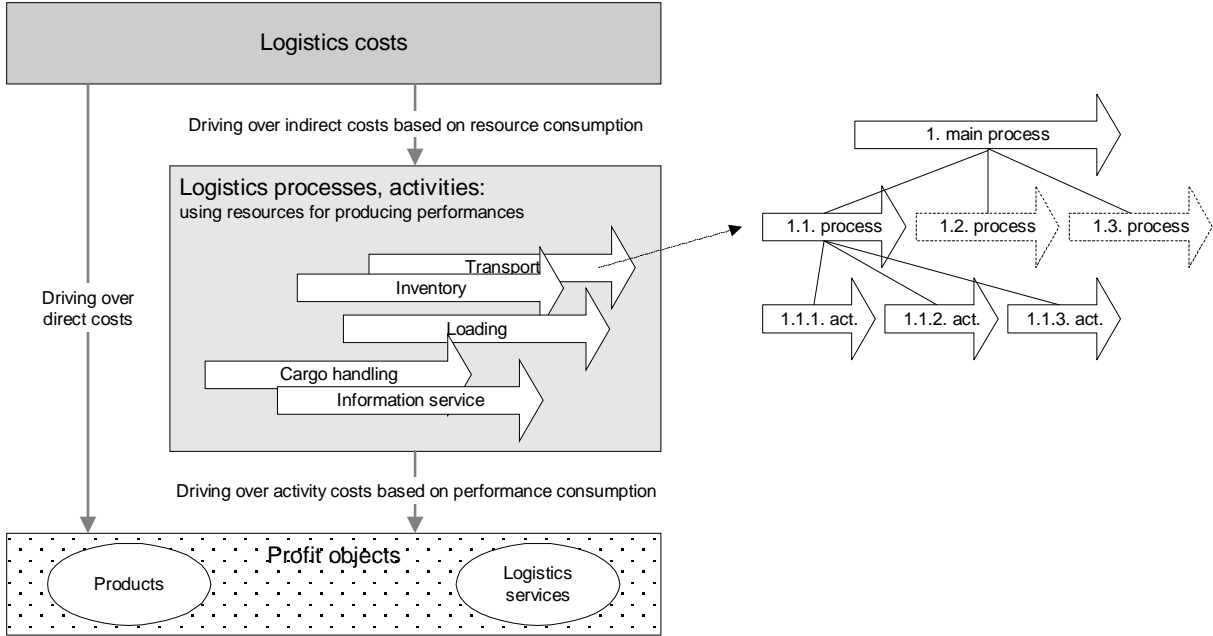 Logistics costs
Driving over indirect costs based on resource consumption
Logistics processes, activities:
using resources for producing performances
Transport
Inventory
Loading
Cargo handling
Information service
Driving over
direct costs
Driving over activity costs based on performance consumption
Profit objects
Products
Logistics
services
1. main process
1.1. process
1.2. process
1.3. process
1.1.1. act.
1.1.2. act.
1.1.3. act.